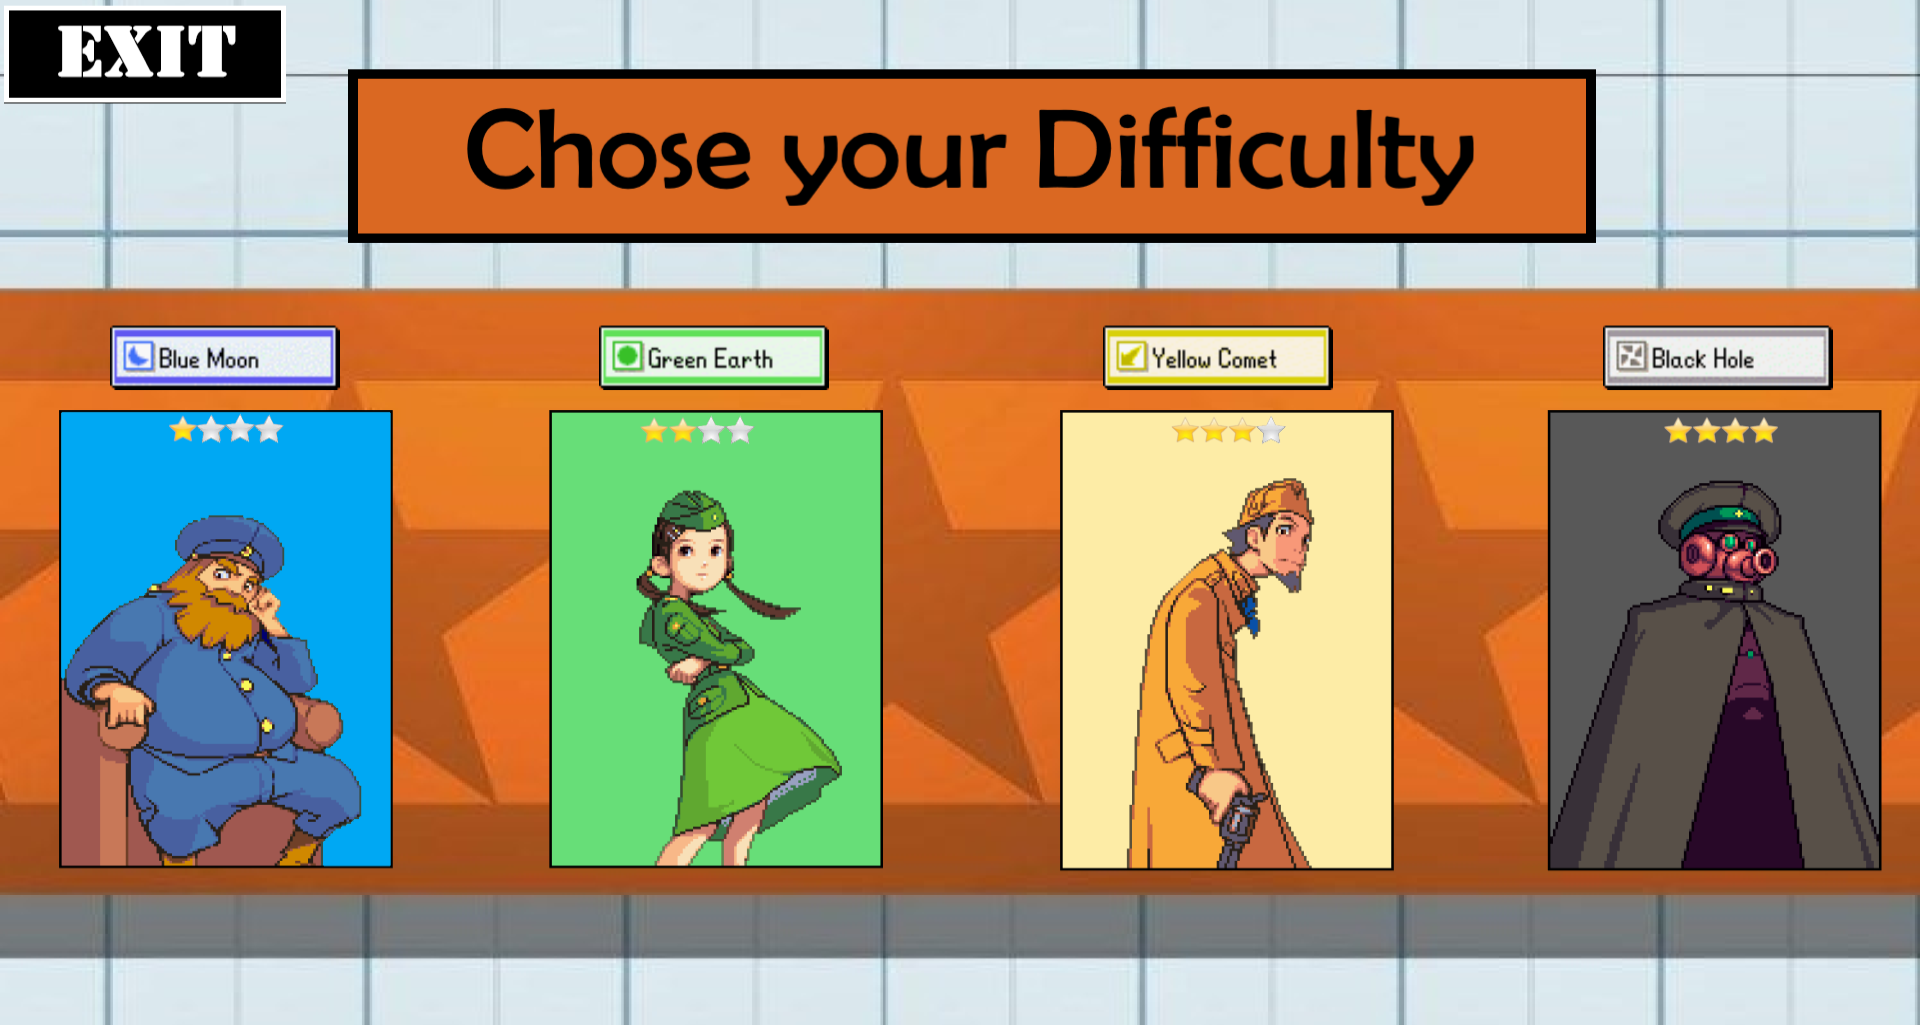 EXIT
Chose your Difficulty
Blue Moon
Green Earth
Yellow Comet
Black Hole